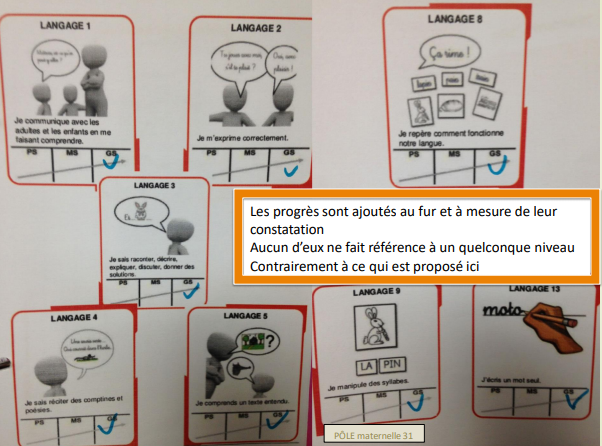 LANGAGE 1
Je communique avec les
adultes et les enfants en me
faisant comprendre.
PS MS GS
LANGAGE 2
Je m'exprime correctement.
PS MS GS
LANGAGE 8
Ça rime !
lapin
Je repère comment fonctionne
notre langue.
PS MS GS
LANGAGE 3
Je sais raconter, décrire,
expliquer, discuter, donner des
solutions.
PS MS GS
Les progrès sont ajoutés au fur et à mesure de leur
constatation
Aucun d'eux ne fait référence à un quelconque niveau
Contrairement à ce qui est proposé ici
LANGAGE 4
Je sais réciter des comptines et
poésies.
PS MS GS
LANGAGE 5
?
Je comprends un texte entendu.
PS MS GS
LANGAGE 9
LA PIN
Je manipule des syllabes.
PS MS GS
LANGAGE 13
moto
J'écris un mot seul.
PS MS GS
PÔLE maternelle 31